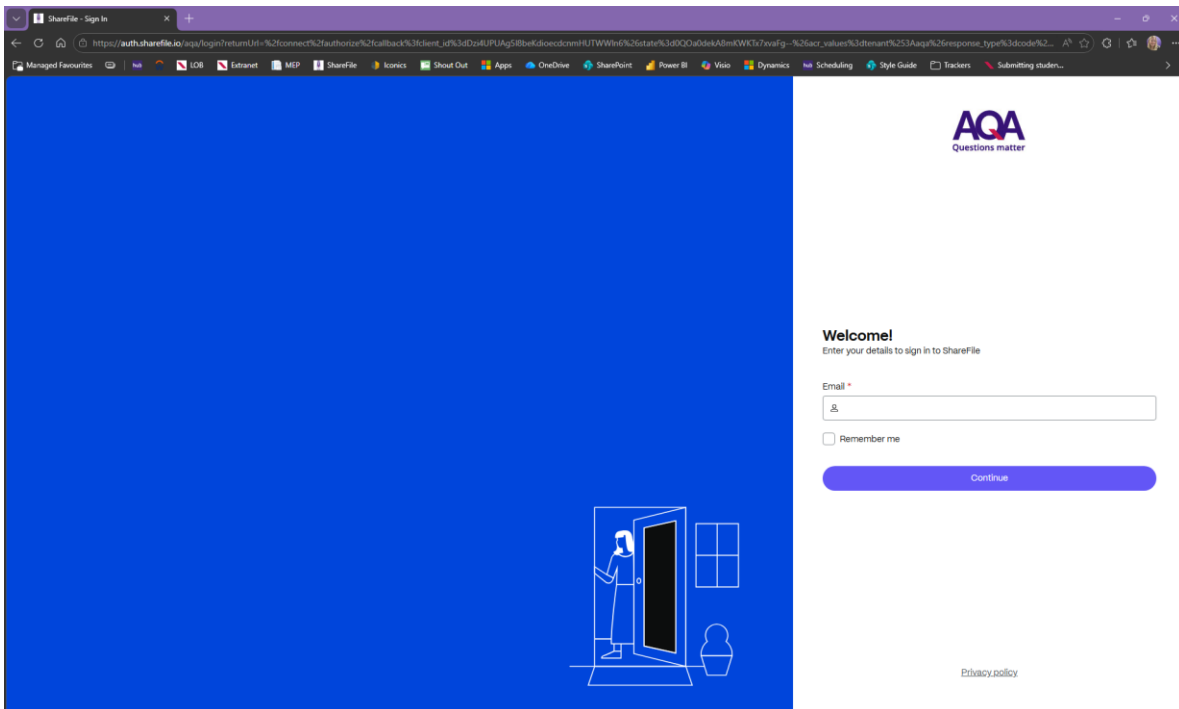 ShareFile - Sign In
https://auth.sharefile.io/aqa/login?returnUrl=%2fconnect%2fauthorize%2fcallback%3fclient_id%3dDzi4UPUAg5l8beKdioecdcnmHUTWWln6%26state%3d0QOa0dekA8mKWKTx7xvaFg--%26acr_values%3dtenant%253Aaqa%26response_type%3dcode%2...
Managed Favourites hub LOB Extranet MEP ShareFile Iconics Shout Out Apps OneDrive SharePoint Power BI Visio Dynamics hub Scheduling Style Guide Trackers Submitting studen...
AQA
Questions matter
Welcome!
Enter your details to sign in to ShareFile
Email *
Remember me
Continue
Privacy policy